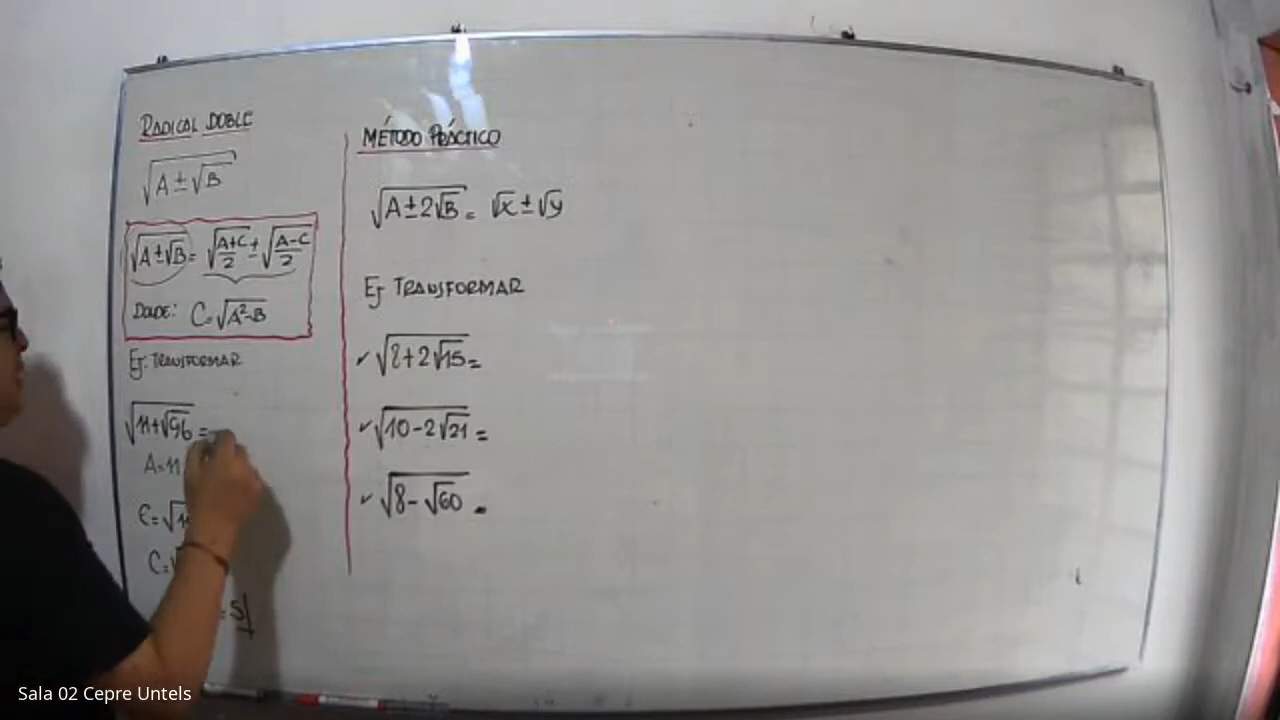 RADICAL DOBLE
√(A±√B)
√(A±√B) = √((A+C)/2) ± √((A-C)/2)
DONDE: C=√(A²-B)
Ej: TRANSFORMAR
√(11+√96) =
A=11
C=√
C=√
= 5
MÉTODO PRÁCTICO
√(A±2√B) = √x±√y
Ej TRANSFORMAR
✓ √(8+2√15) =
✓ √(10-2√21) =
✓ √(8-√60) =
Sala 02 Cepre Untels